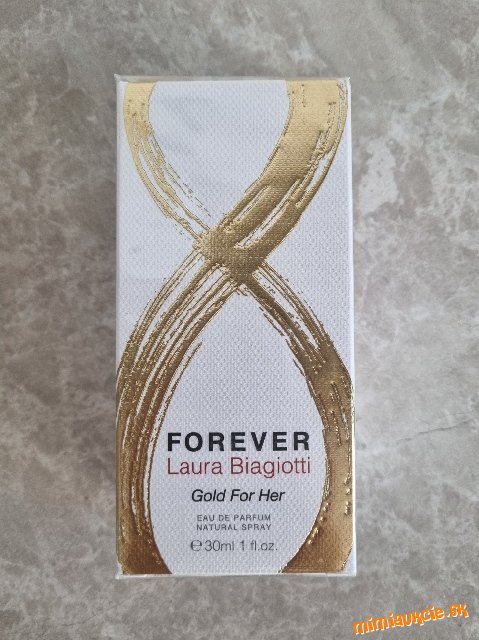 FOREVER
Laura Biagiotti
Gold For Her
EAU DE PARFUM
NATURAL SPRAY
℮30ml 1 fl.oz.
mimiaukcie.sk